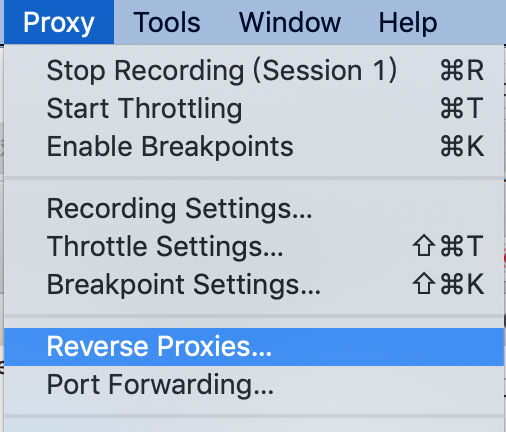 Proxy Tools Window Help
Stop Recording (Session 1) ⌘R
Start Throttling ⌘T
Enable Breakpoints ⌘K
Recording Settings...
Throttle Settings... ⇧⌘T
Breakpoint Settings... ⇧⌘K
Reverse Proxies...
Port Forwarding...